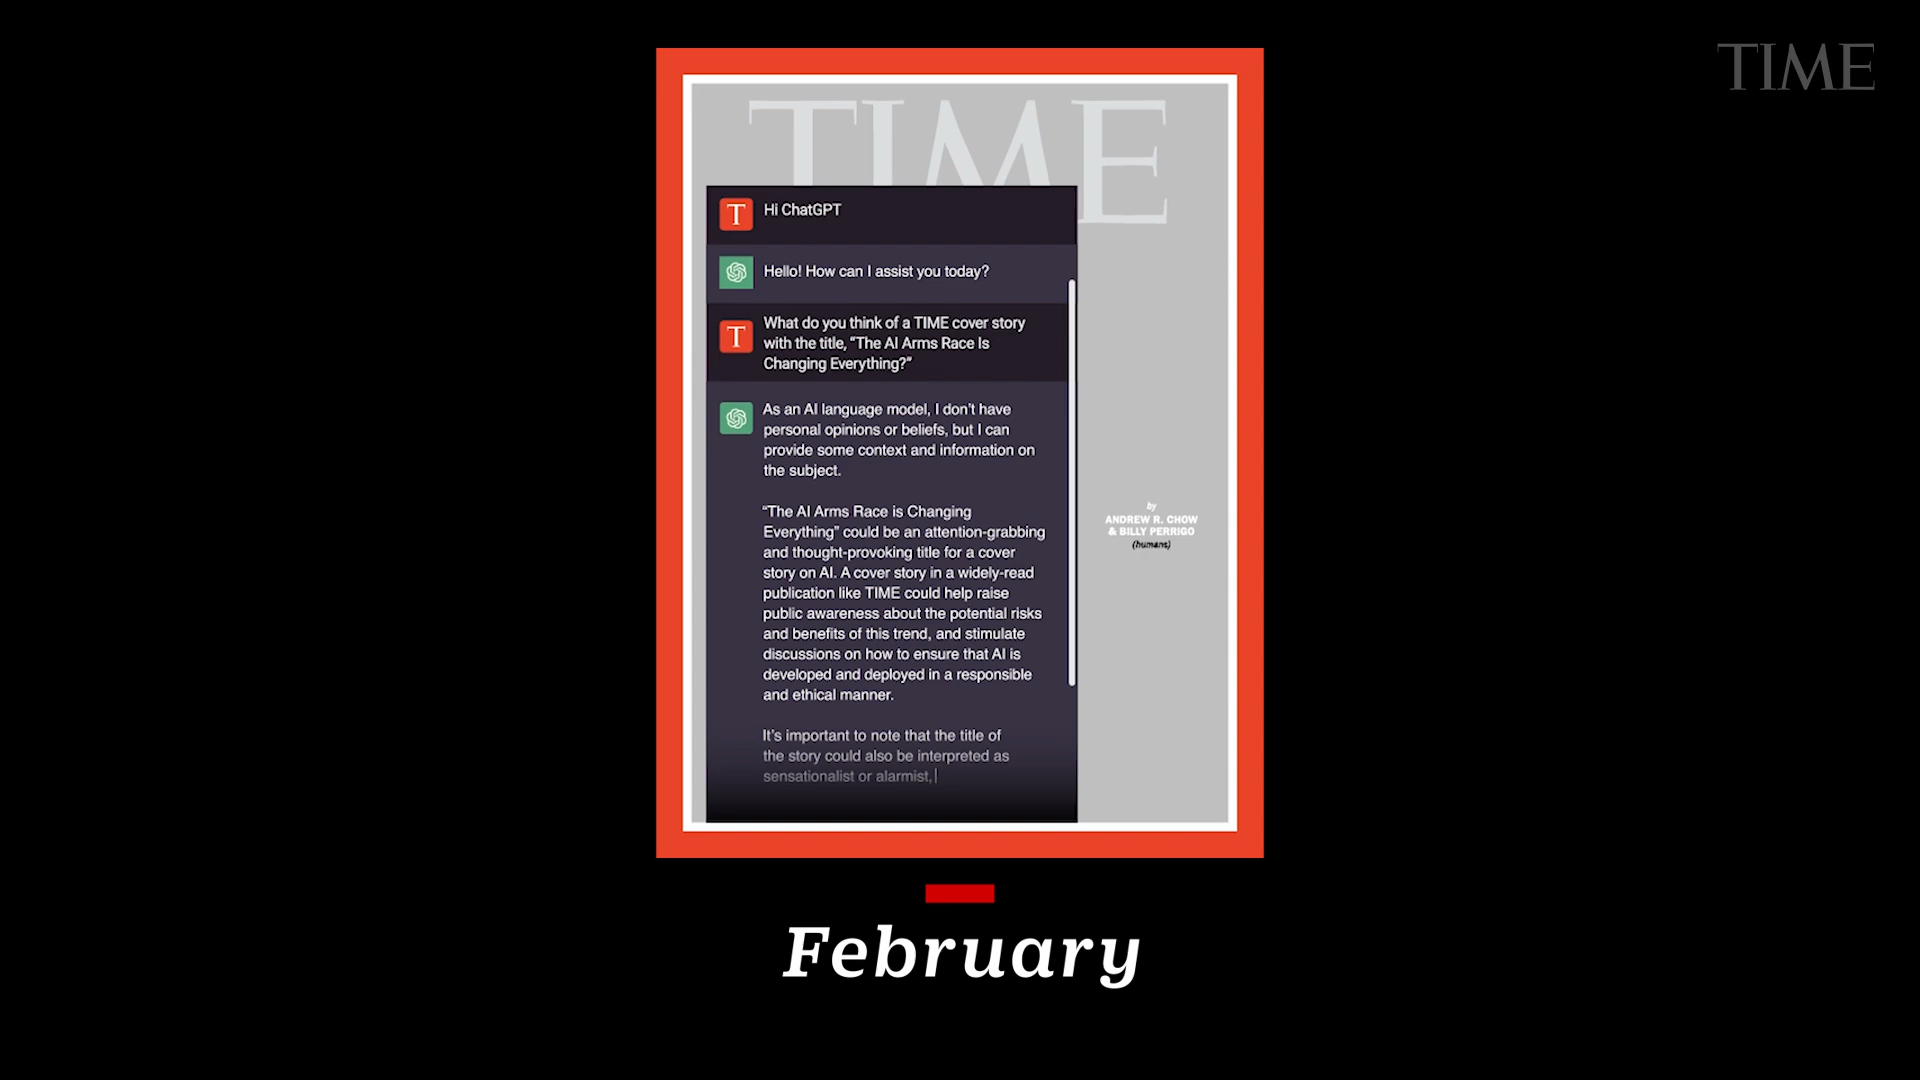 TIME
TIME
T
Hi ChatGPT
Hello! How can I assist you today?
T
What do you think of a TIME cover story
with the title, “The AI Arms Race Is
Changing Everything?”
As an AI language model, I don’t have
personal opinions or beliefs, but I can
provide some context and information on
the subject.
“The AI Arms Race is Changing
Everything” could be an attention-grabbing
and thought-provoking title for a cover
story on AI. A cover story in a widely-read
publication like TIME could help raise
public awareness about the potential risks
and benefits of this trend, and stimulate
discussions on how to ensure that AI is
developed and deployed in a responsible
and ethical manner.
It’s important to note that the title of
the story could also be interpreted as
sensationalist or alarmist,
by
ANDREW R. CHOW
& BILLY PERRIGO
(humans)
February